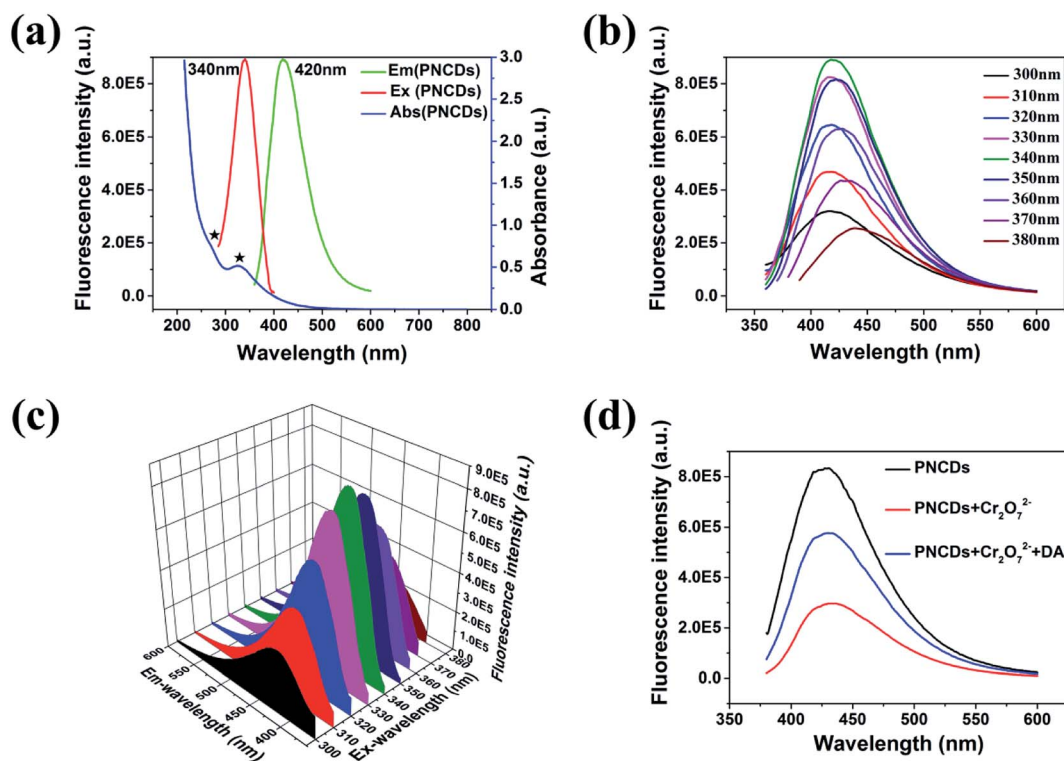 (a)
Fluorescence intensity (a.u.)
8.0E5
6.0E5
4.0E5
2.0E5
0.0
340nm
420nm
Em(PNCDs)
Ex (PNCDs)
Abs(PNCDs)
3.0
2.5
2.0
1.5
1.0
0.5
0.0
Absorbance (a.u.)
200 300 400 500 600 700 800
Wavelength (nm)
(b)
Fluorescence intensity (a.u.)
8.0E5
6.0E5
4.0E5
2.0E5
0.0
300nm
310nm
320nm
330nm
340nm
350nm
360nm
370nm
380nm
350 400 450 500 550 600
Wavelength (nm)
(c)
9.0E5
8.0E5
7.0E5
6.0E5
5.0E5
4.0E5
3.0E5
2.0E5
1.0E5
0.0
Fluorescence intensity (a.u.)
600
550
500
450
400
Em-wavelength (nm)
300
310
320
330
340
350
360
370
380
Ex-wavelength (nm)
(d)
Fluorescence intensity (a.u.)
8.0E5
6.0E5
4.0E5
2.0E5
0.0
PNCDs
PNCDs+Cr₂O₇²⁻
PNCDs+Cr₂O₇²⁻+DA
400 450 500 550 600
Wavelength (nm)